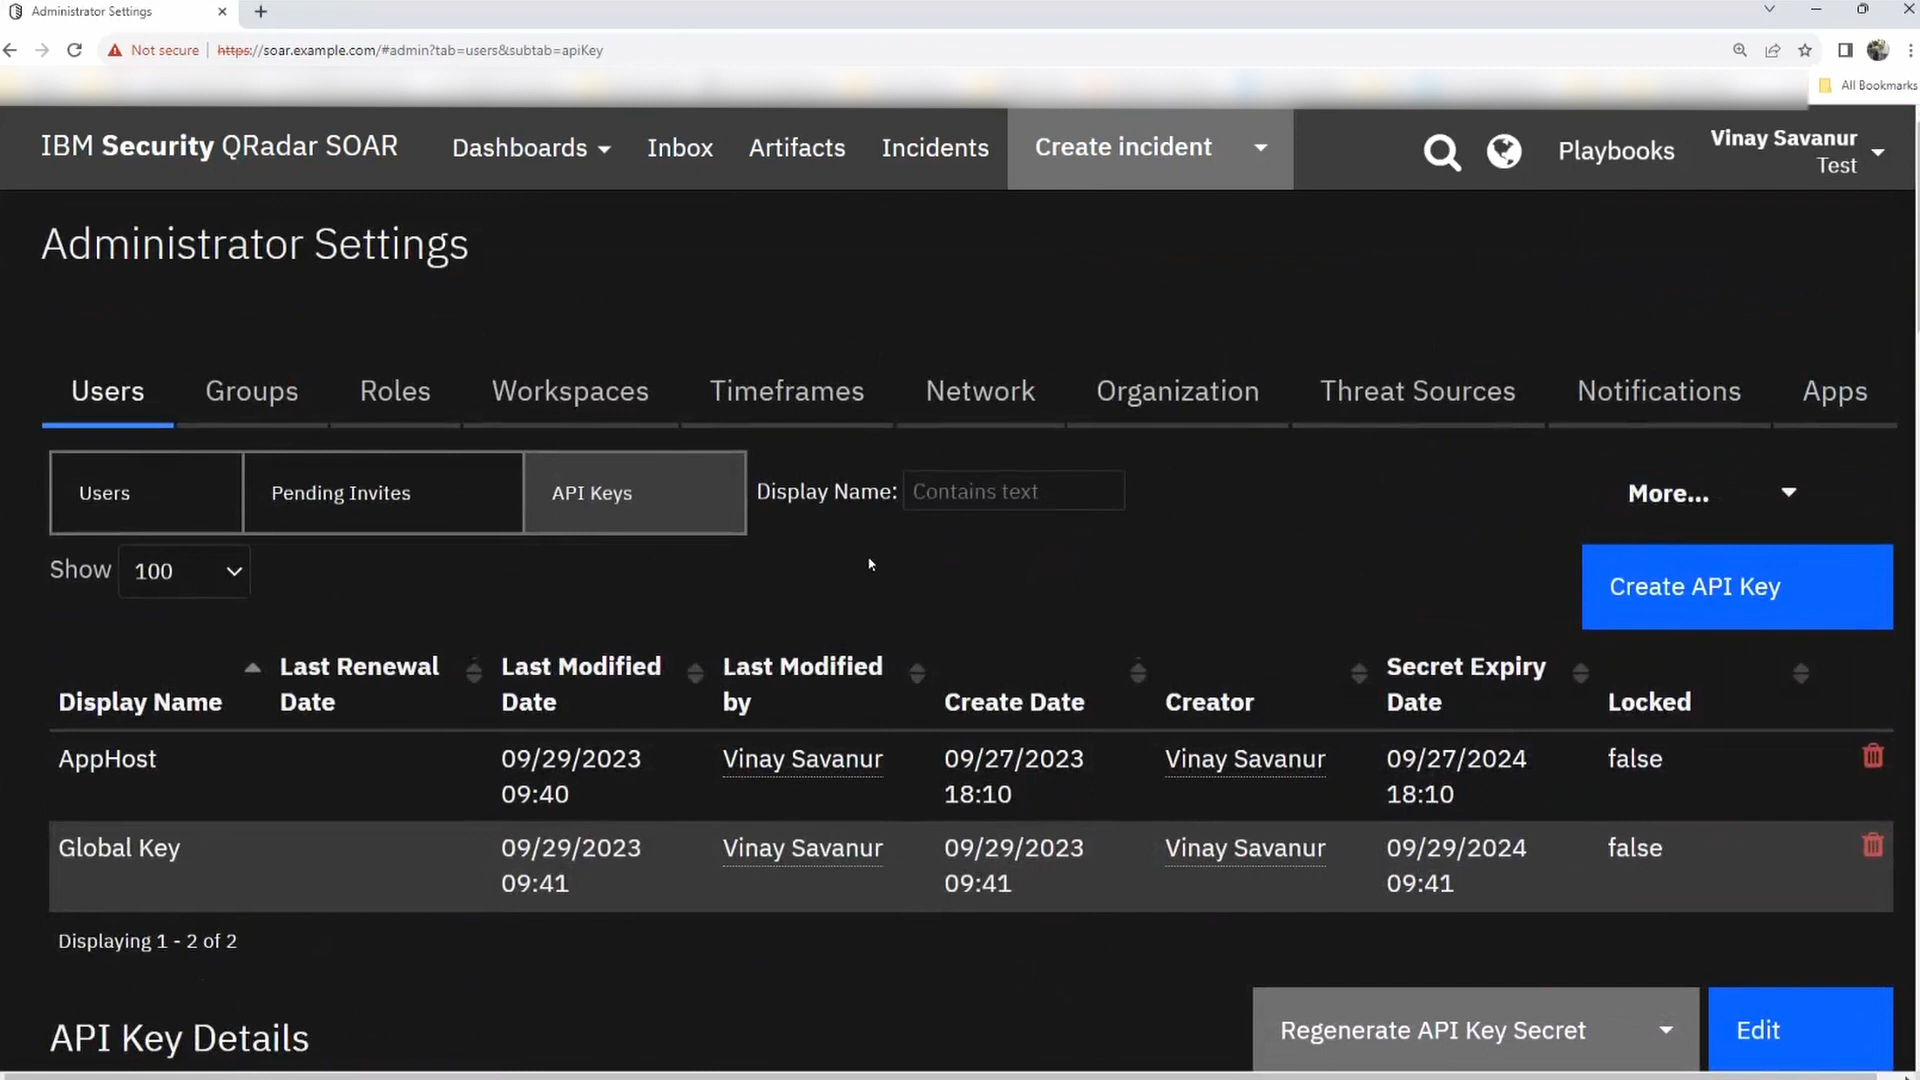 Administrator Settings
Not secure | https://soar.example.com/#admin?tab=users&subtab=apiKey
All Bookmarks
IBM Security QRadar SOAR
Dashboards
Inbox
Artifacts
Incidents
Create incident
Playbooks
Vinay Savanur
Test
Administrator Settings
Users Groups Roles Workspaces Timeframes Network Organization Threat Sources Notifications Apps
Users Pending Invites API Keys Display Name: Contains text More...
Show 100
Create API Key
Display Name
Last Renewal
Date
Last Modified
Date
Last Modified
by
Create Date
Creator
Secret Expiry
Date
Locked
AppHost
09/29/2023
09:40
Vinay Savanur
09/27/2023
18:10
Vinay Savanur
09/27/2024
18:10
false
Global Key
09/29/2023
09:41
Vinay Savanur
09/29/2023
09:41
Vinay Savanur
09/29/2024
09:41
false
Displaying 1 - 2 of 2
API Key Details
Regenerate API Key Secret
Edit